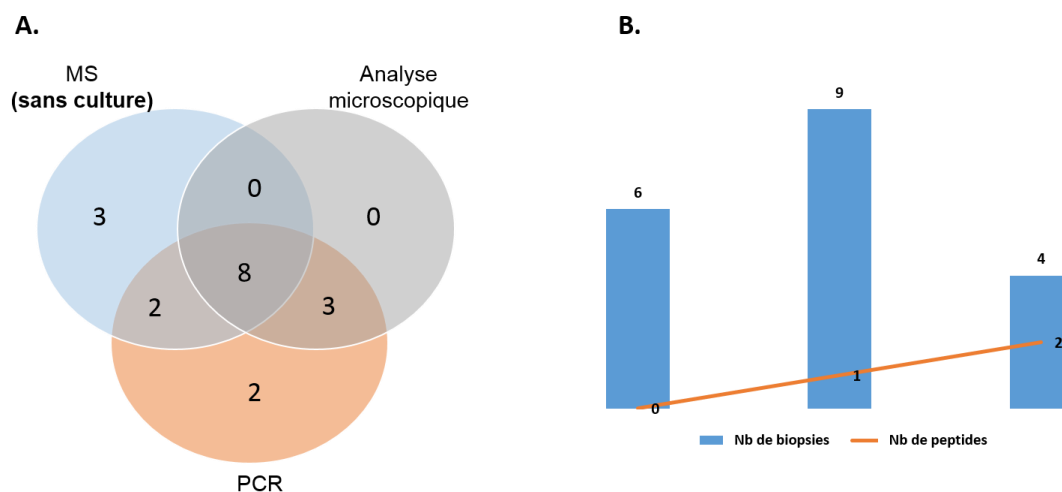 A.
MS
(sans culture)
Analyse
microscopique
0
3
0
8
2
3
2
PCR
B.
9
6
4
2
1
0
Nb de biopsies
Nb de peptides